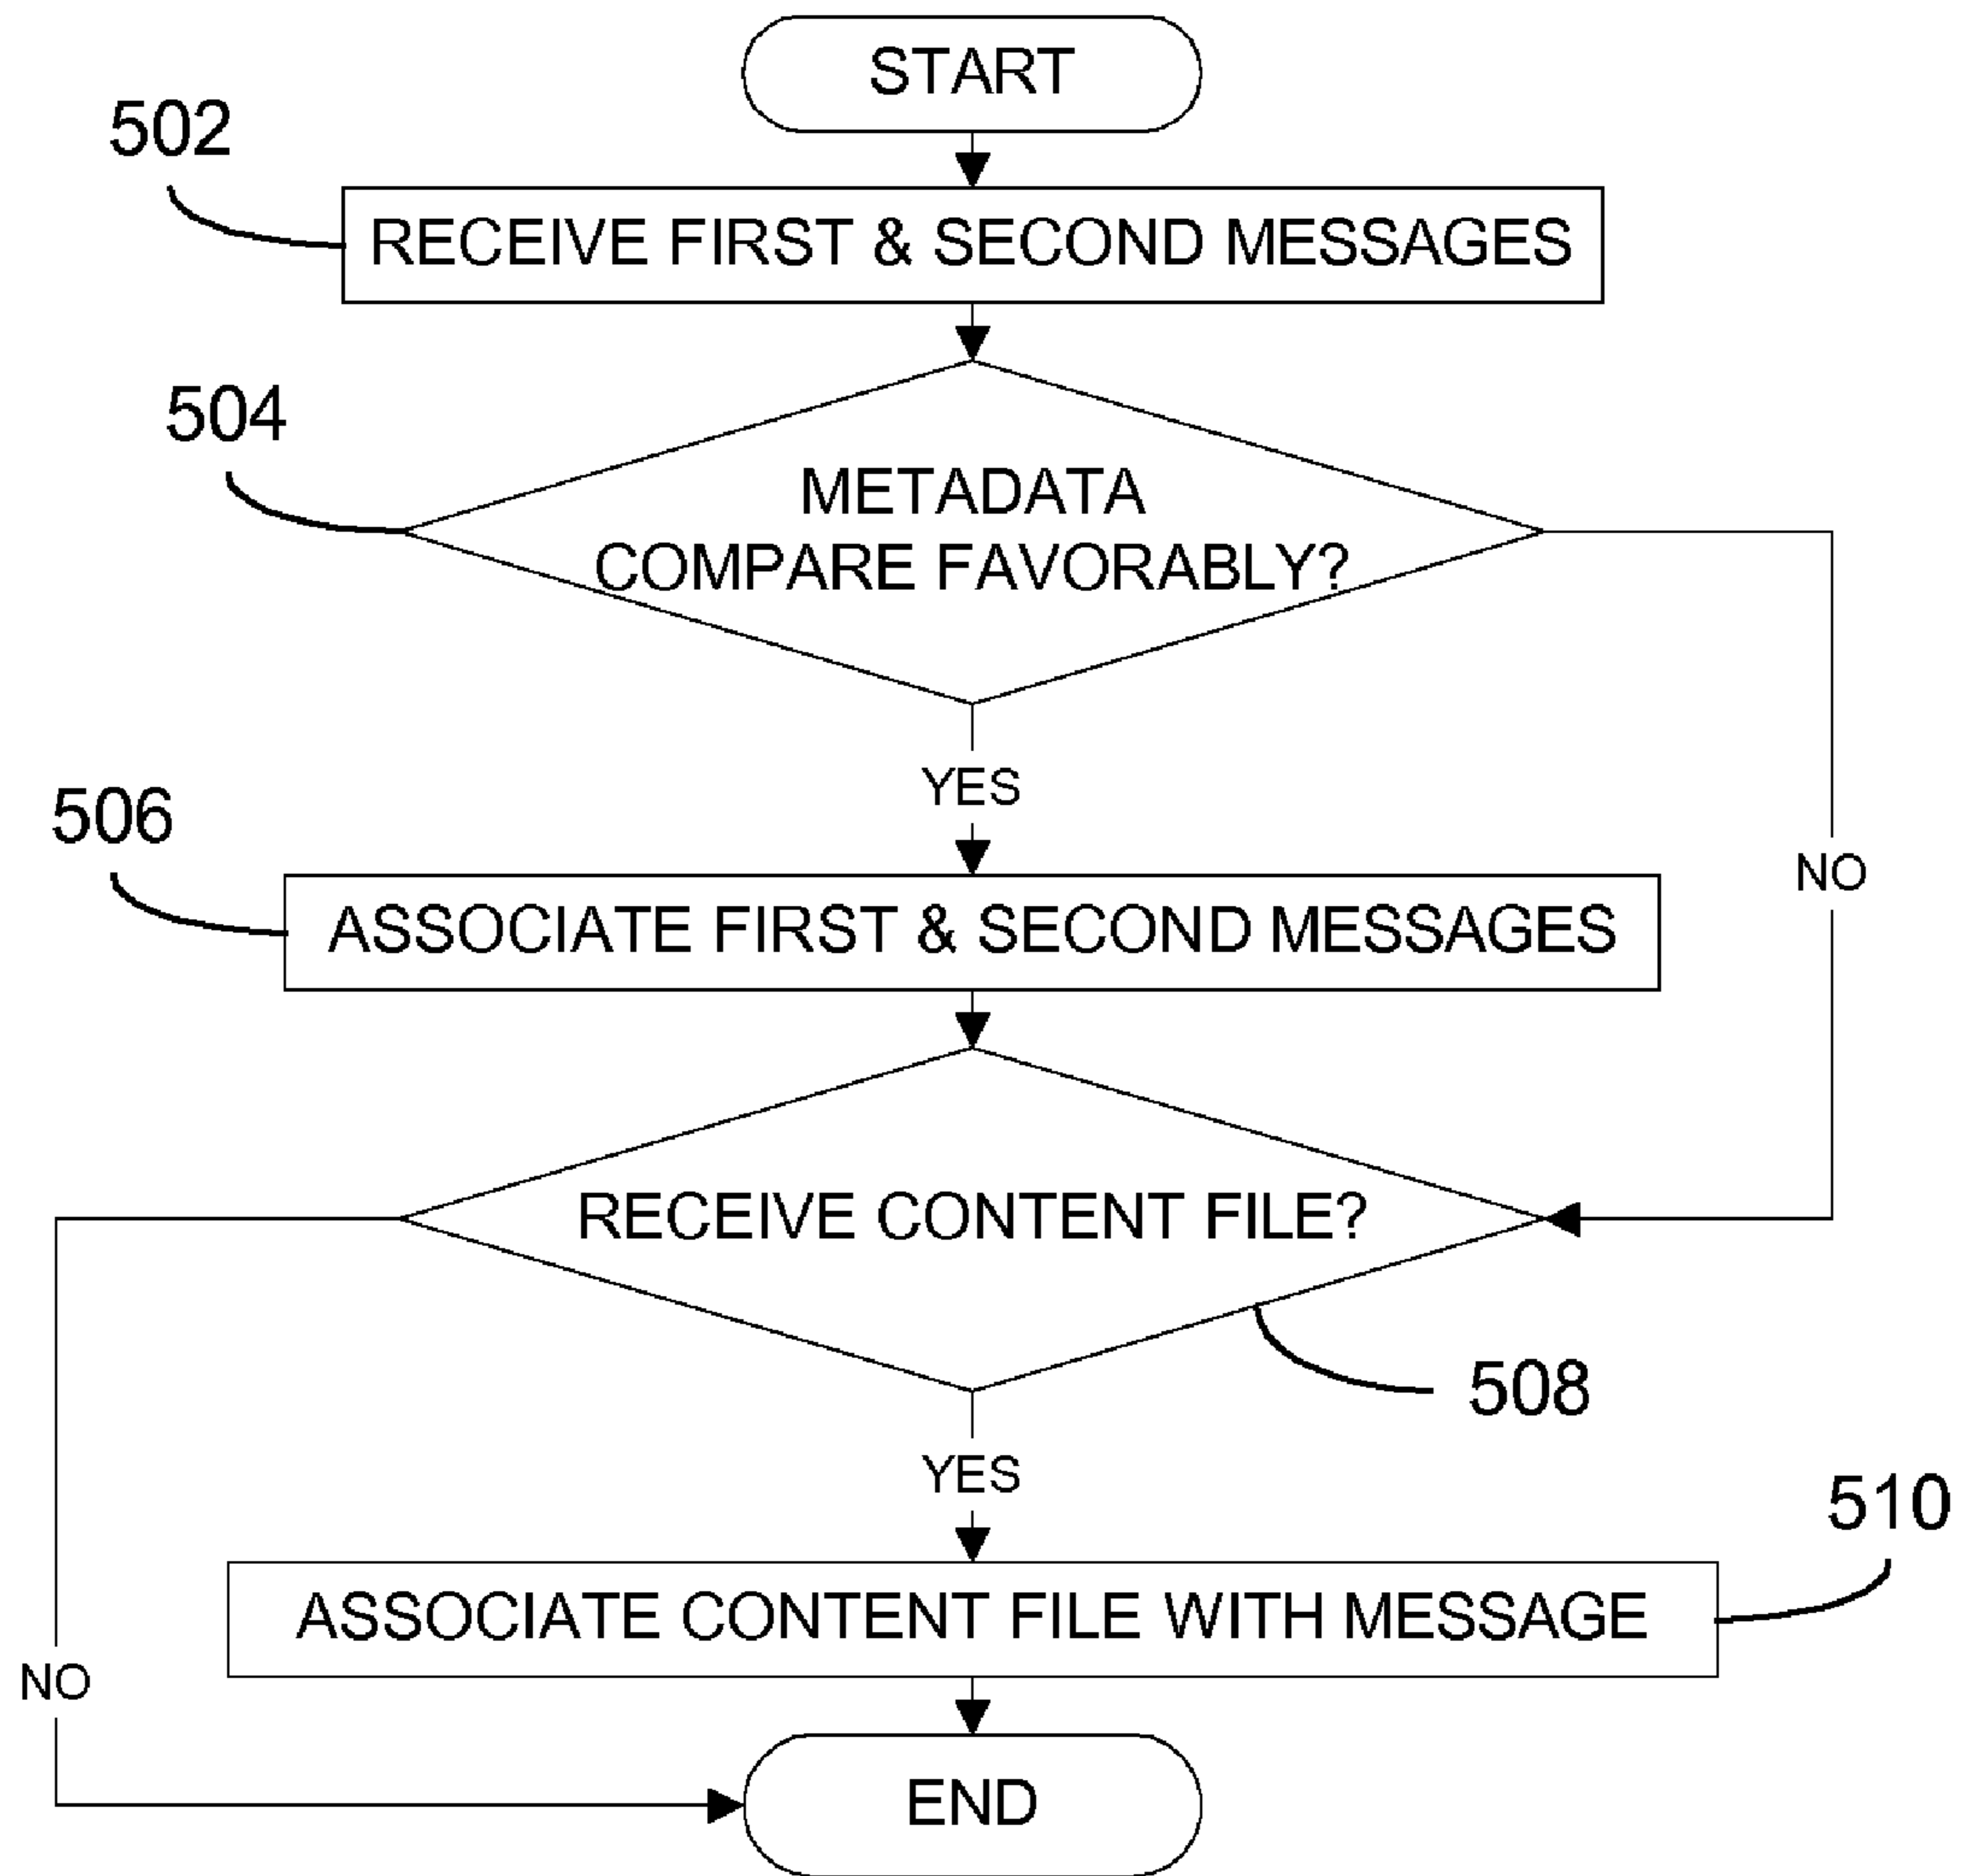 START
502
RECEIVE FIRST & SECOND MESSAGES
504
METADATA
COMPARE FAVORABLY?
YES
506
NO
ASSOCIATE FIRST & SECOND MESSAGES
RECEIVE CONTENT FILE?
508
YES
510
ASSOCIATE CONTENT FILE WITH MESSAGE
NO
END